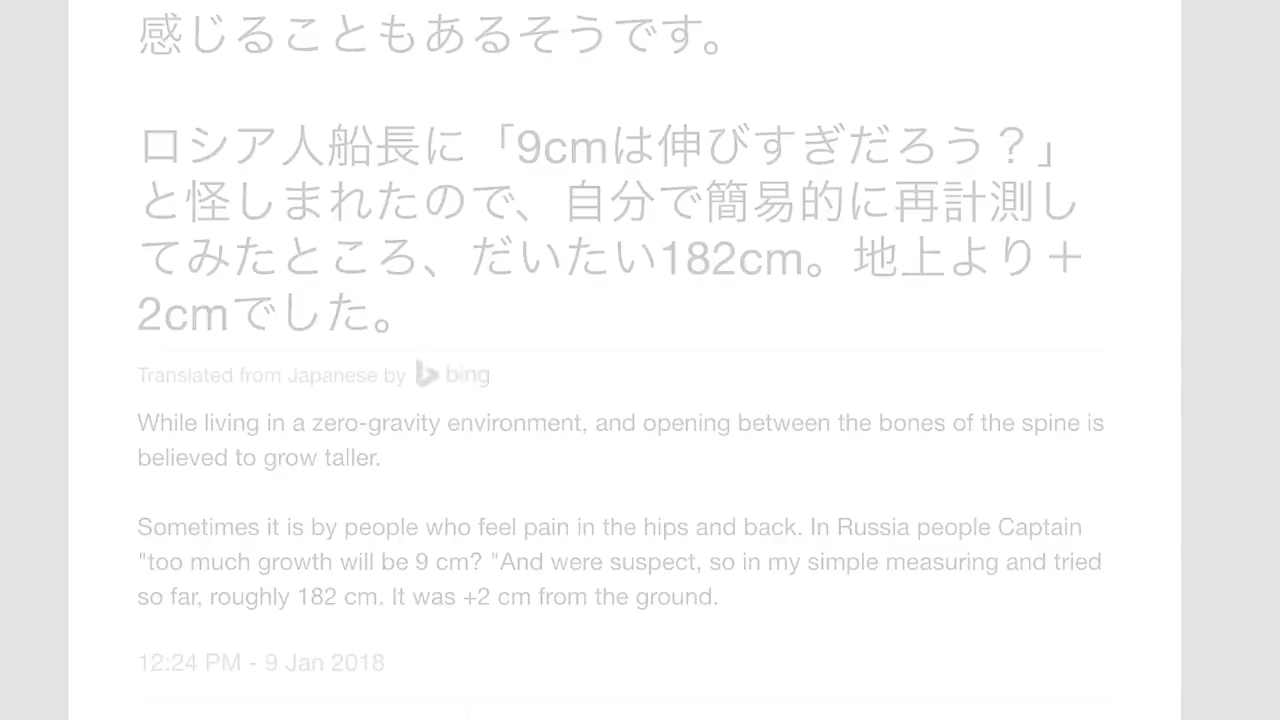 感じることもあるそうです。
ロシア人船長に「9cmは伸びすぎだろう？」
と怪しまれたので、自分で簡易的に再計測し
てみたところ、だいたい182cm。地上より＋
2cmでした。
Translated from Japanese by bing
While living in a zero-gravity environment, and opening between the bones of the spine is
believed to grow taller.
Sometimes it is by people who feel pain in the hips and back. In Russia people Captain
"too much growth will be 9 cm? "And were suspect, so in my simple measuring and tried
so far, roughly 182 cm. It was +2 cm from the ground.
12:24 PM - 9 Jan 2018